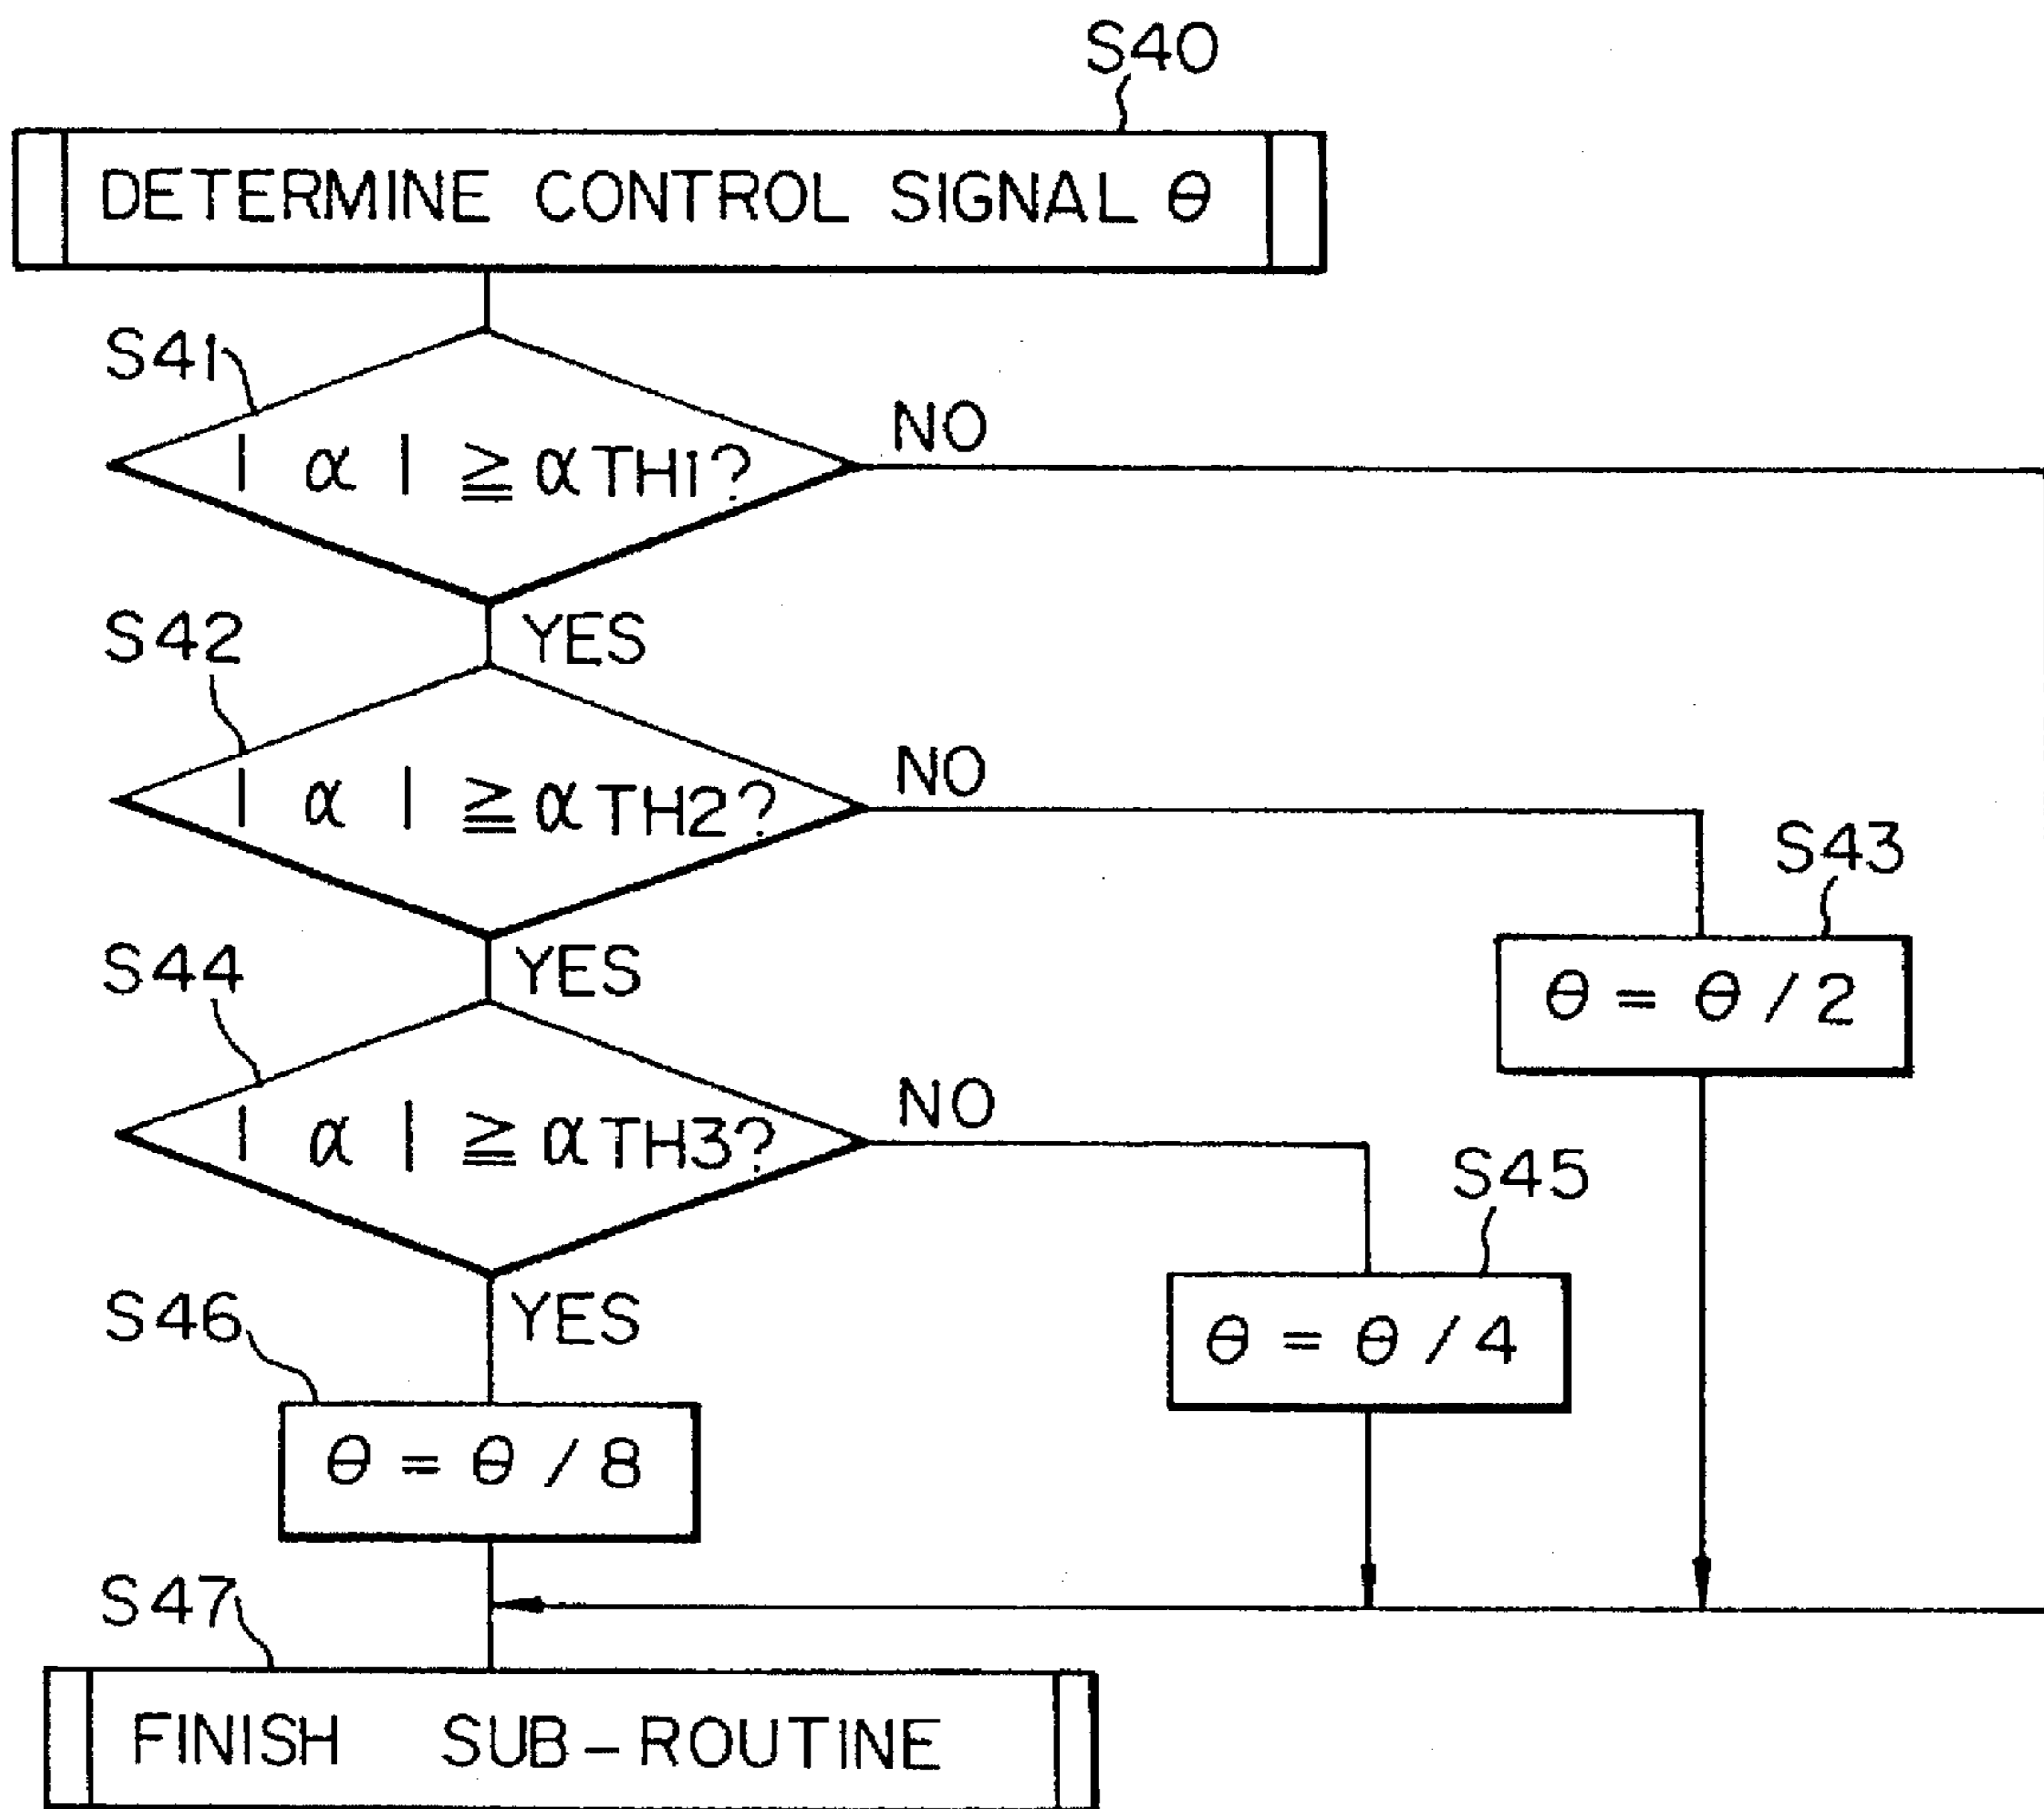 S40
DETERMINE CONTROL SIGNAL θ
S41
| α | ≧ αTH1?
NO
YES
S42
| α | ≧ αTH2?
NO
S43
θ = θ / 2
YES
S44
| α | ≧ αTH3?
NO
S45
θ = θ / 4
YES
S46
θ = θ / 8
S47
FINISH SUB-ROUTINE